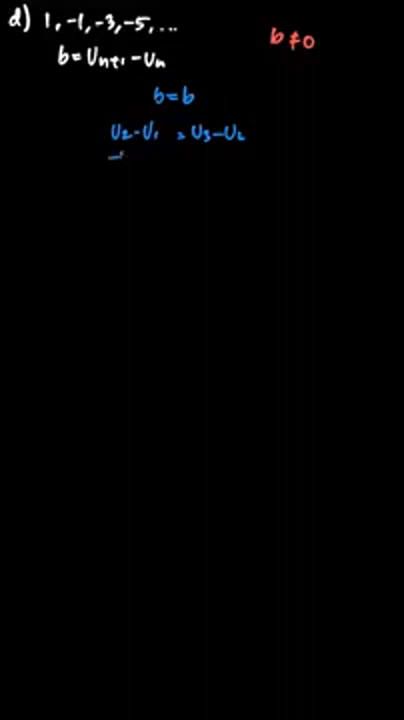 d) 1, -1, -3, -5, ...
b ≠ 0
b = Un+1 - Un
b = b
U2 - U1 = U3 - U2
-